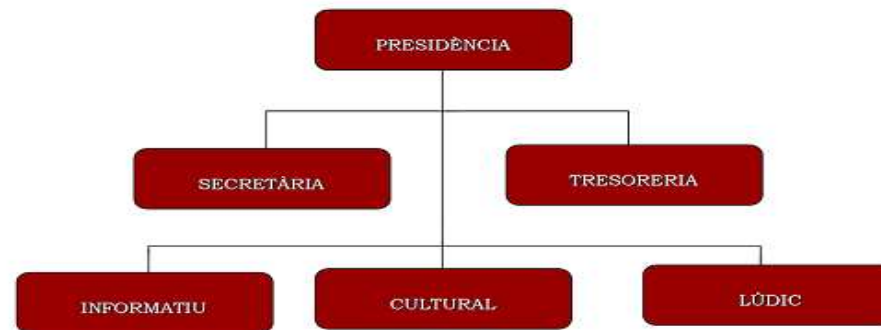 PRESIDÈNCIA
SECRETÀRIA
TRESORERIA
INFORMATIU
CULTURAL
LÚDIC